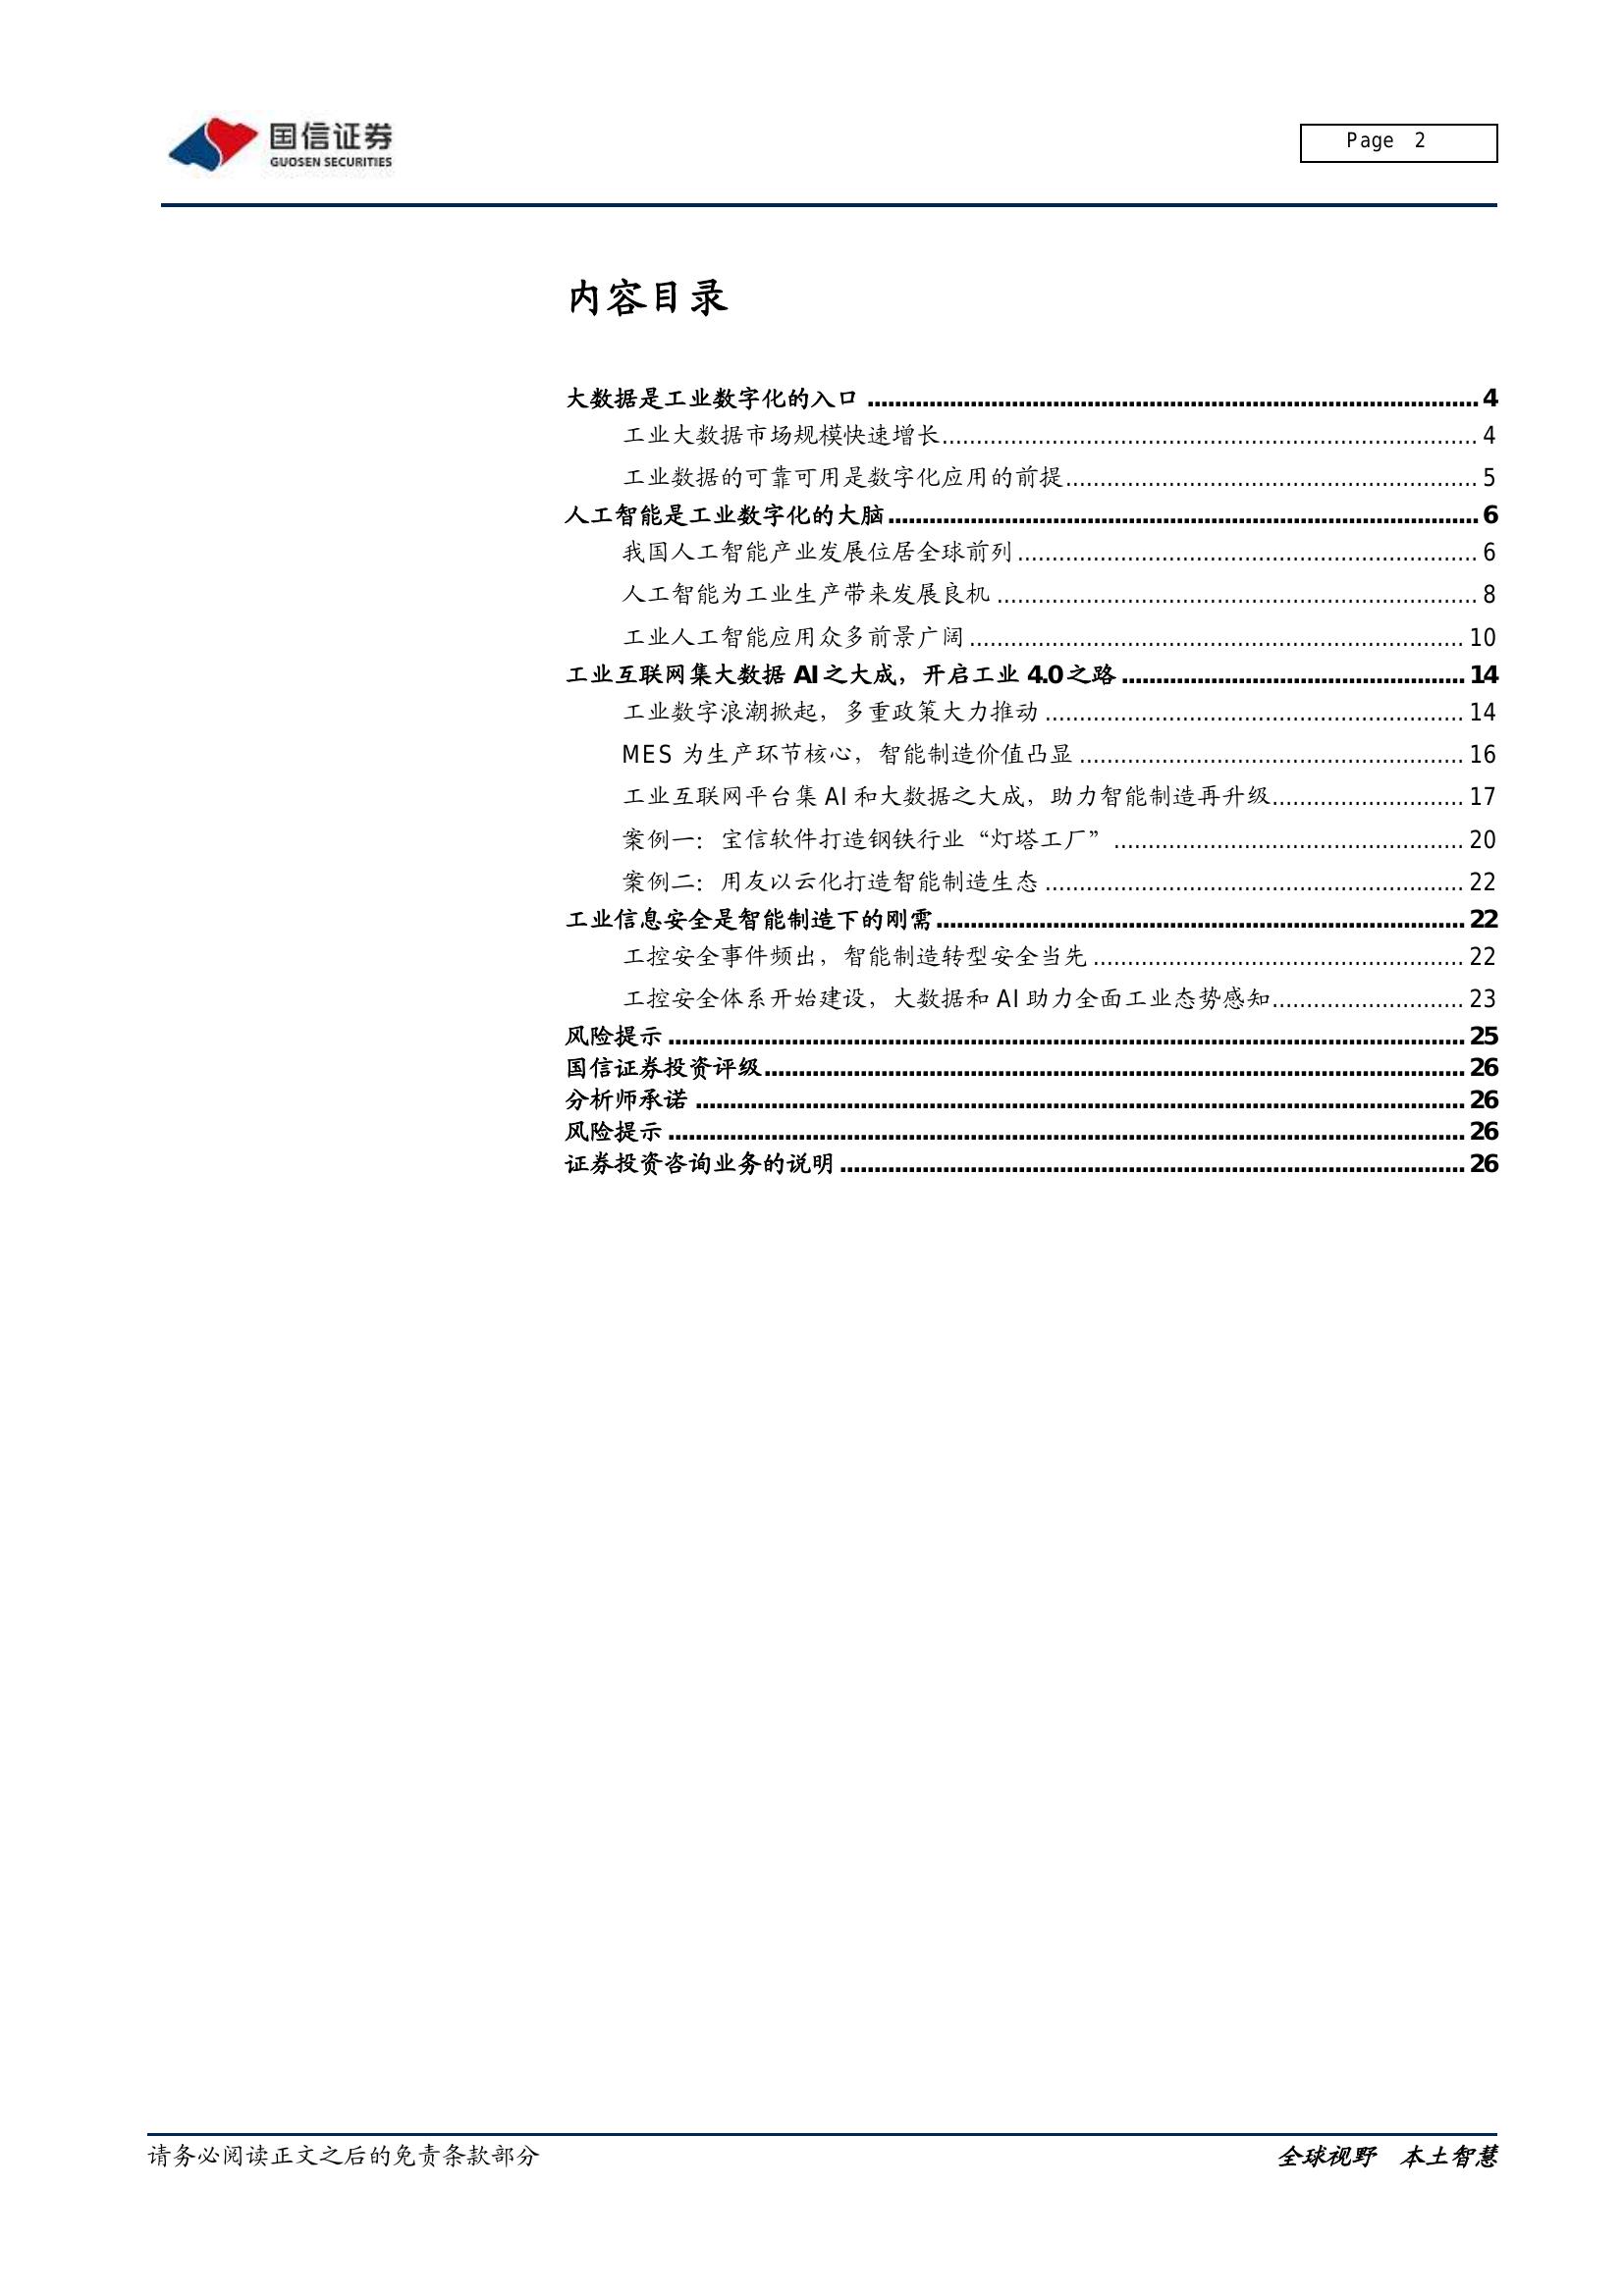 国信证券
GUOSEN SECURITIES
Page 2
内容目录
大数据是工业数字化的入口 ........................................ 4
工业大数据市场规模快速增长........................................ 4
工业数据的可靠可用是数字化应用的前提........................................ 5
人工智能是工业数字化的大脑........................................ 6
我国人工智能产业发展位居全球前列........................................ 6
人工智能为工业生产带来发展良机 ........................................ 8
工业人工智能应用众多前景广阔........................................ 10
工业互联网集大数据 AI 之大成，开启工业 4.0 之路 ........................................ 14
工业数字浪潮掀起，多重政策大力推动 ........................................ 14
MES 为生产环节核心，智能制造价值凸显 ........................................ 16
工业互联网平台集 AI 和大数据之大成，助力智能制造再升级........................................ 17
案例一：宝信软件打造钢铁行业“灯塔工厂” ........................................ 20
案例二：用友以云化打造智能制造生态 ........................................ 22
工业信息安全是智能制造下的刚需........................................ 22
工控安全事件频出，智能制造转型安全当先 ........................................ 22
工控安全体系开始建设，大数据和 AI 助力全面工业态势感知........................................ 23
风险提示 ........................................ 25
国信证券投资评级........................................ 26
分析师承诺 ........................................ 26
风险提示 ........................................ 26
证券投资咨询业务的说明 ........................................ 26
请务必阅读正文之后的免责条款部分
全球视野 本土智慧